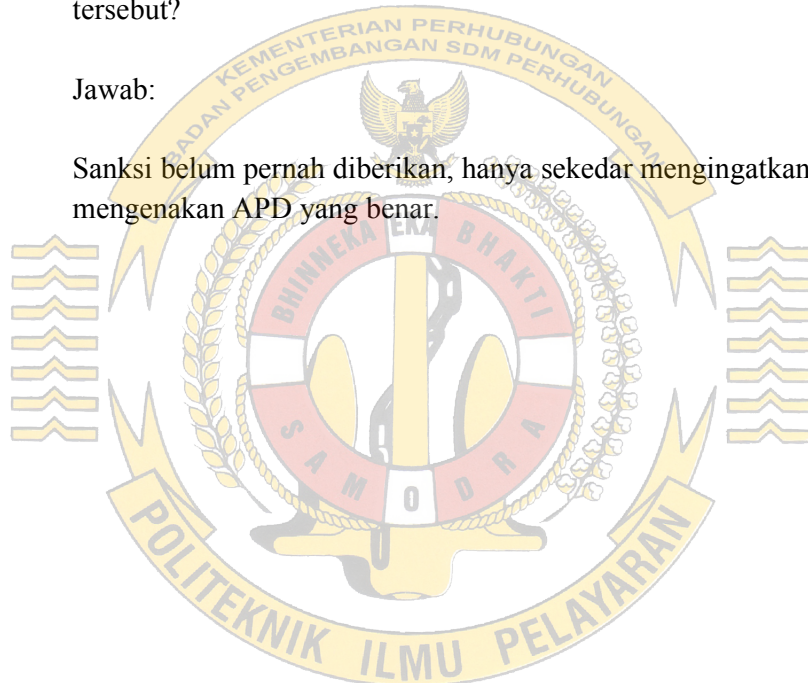 tersebut?
KEMENTERIAN PERHUBUNGAN
BADAN PENGEMBANGAN SDM PERHUBUNGAN
Jawab:
Sanksi belum pernah diberikan, hanya sekedar mengingatkan
mengenakan APD yang benar.
BHINNEKA EKA BHAKTI
SAMODRA
POLITEKNIK ILMU PELAYARAN